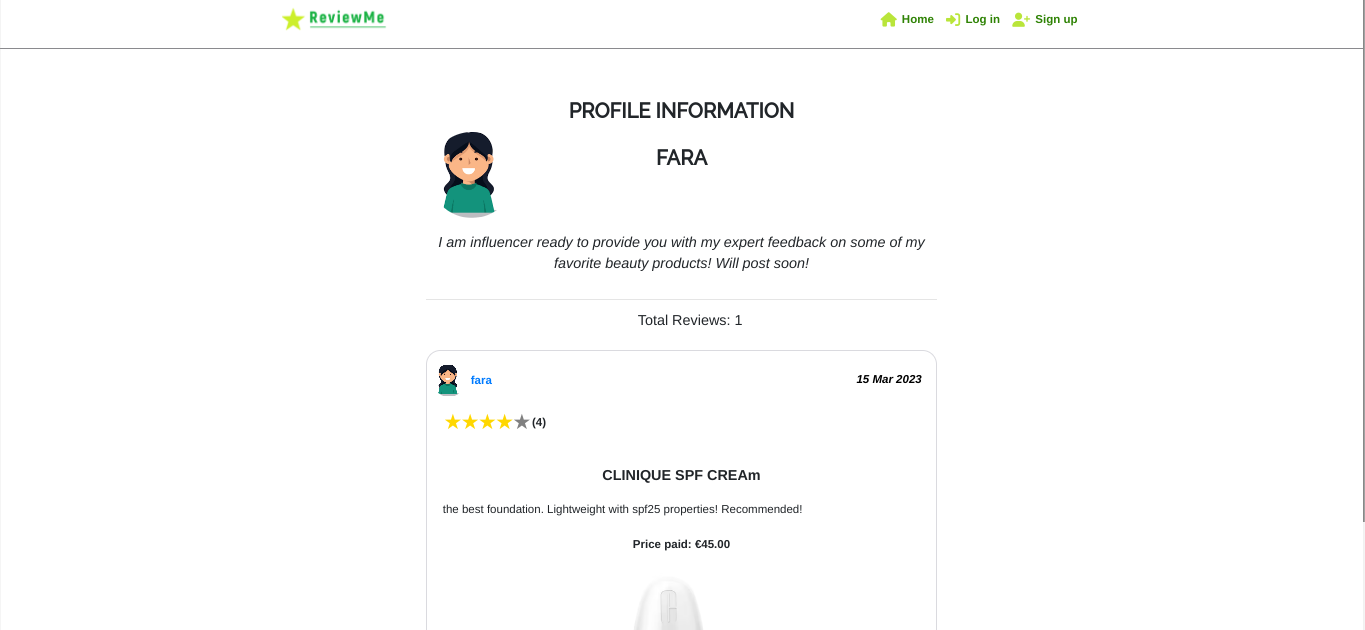 ReviewMe
Home Log in Sign up
PROFILE INFORMATION
FARA
I am influencer ready to provide you with my expert feedback on some of my
favorite beauty products! Will post soon!
Total Reviews: 1
fara 15 Mar 2023
(4)
CLINIQUE SPF CREAm
the best foundation. Lightweight with spf25 properties! Recommended!
Price paid: €45.00